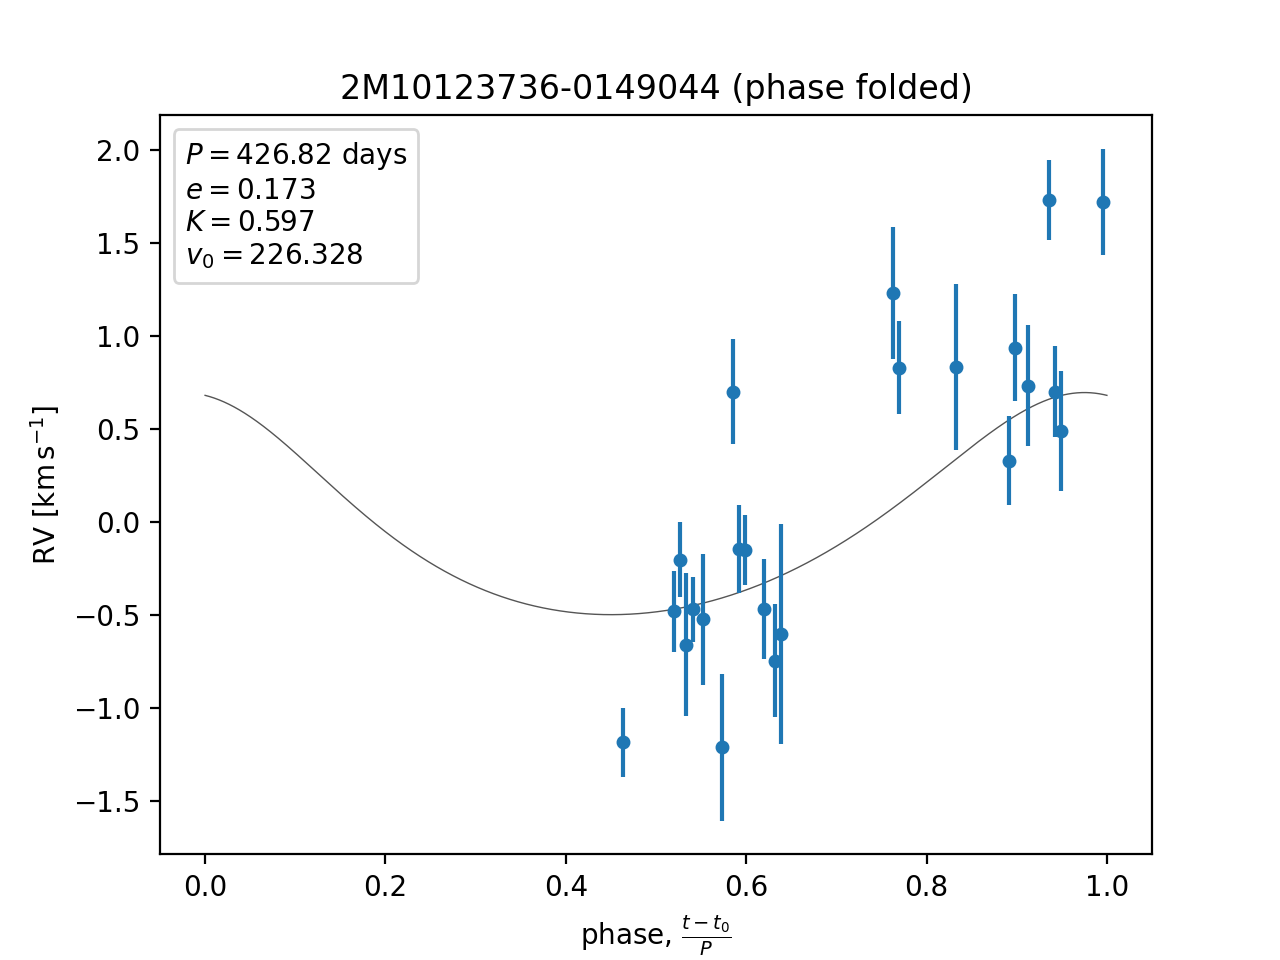 2M10123736-0149044 (phase folded)
P = 426.82 days
e = 0.173
K = 0.597
v₀ = 226.328
2.0
1.5
1.0
0.5
0.0
−0.5
−1.0
−1.5
RV [km s⁻¹]
0.0 0.2 0.4 0.6 0.8 1.0
phase, (t − t₀)/P